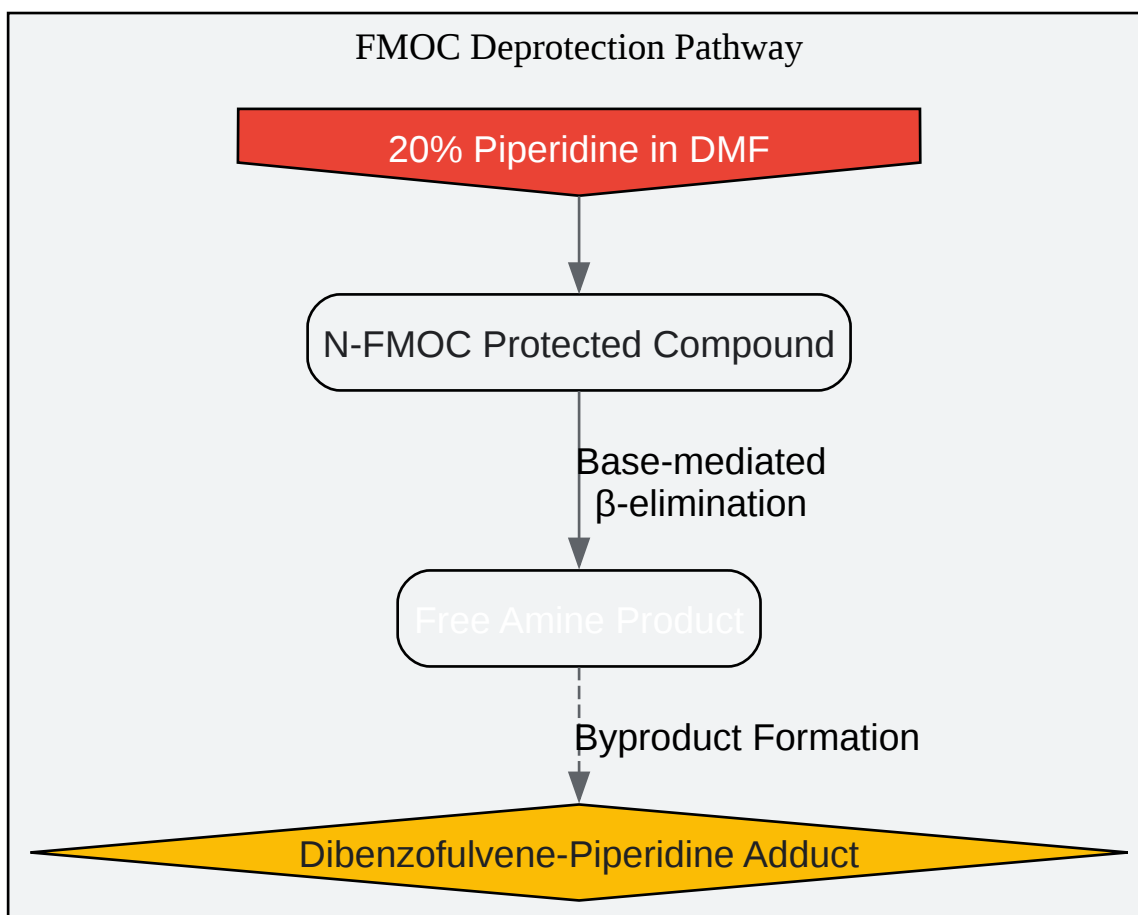 FMOC Deprotection Pathway
20% Piperidine in DMF
N-FMOC Protected Compound
Base-mediated
β-elimination
Free Amine Product
Byproduct Formation
Dibenzofulvene-Piperidine Adduct